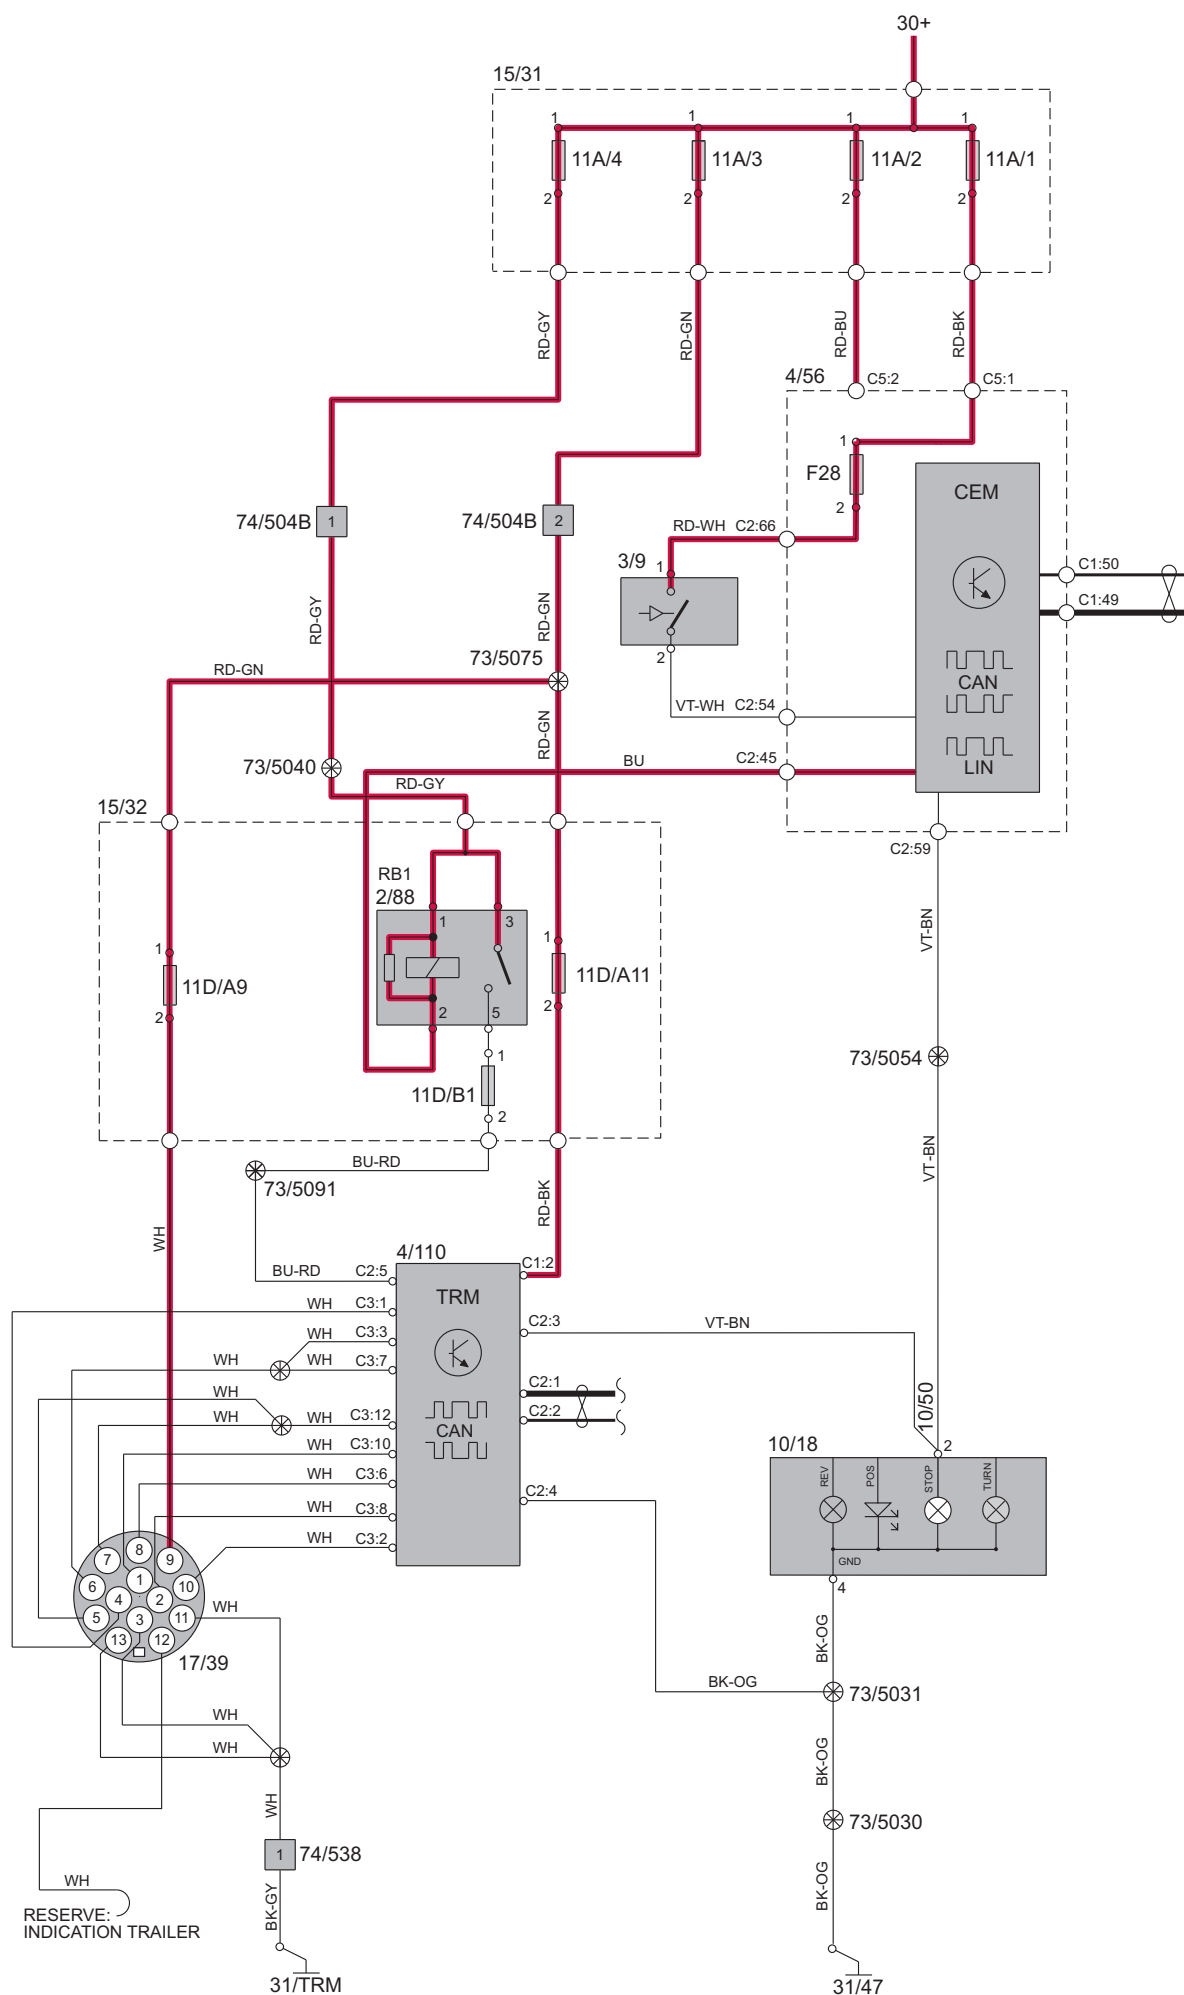 30+
15/31
1 1 1 1
11A/4 11A/3 11A/2 11A/1
2 2 2 2
RD-GY RD-GN RD-BU RD-BK
4/56 C5:2 C5:1
1
F28 CEM
2
74/504B 1 74/504B 2
RD-WH C2:66
3/9 1
C1:50
C1:49
2
RD-GY RD-GN
73/5075
RD-GN
CAN
VT-WH C2:54
RD-GN
BU C2:45
LIN
73/5040
RD-GY
15/32
C2:59
RB1
2/88
1 3
VT-BN
1 1
11D/A9 11D/A11
2 2 5 2
1
11D/B1
2
73/5054
BU-RD
73/5091
VT-BN
WH RD-BK
4/110
BU-RD C2:5 C1:2
TRM
WH C3:1
C2:3 VT-BN
WH C3:3
WH WH C3:7
C2:1
WH
C2:2
WH WH C3:12
CAN
10/50
WH C3:10
10/18 2
WH C3:6
REV POS STOP TURN
C2:4
WH C3:8
WH C3:2
GND
4
8
7 9
1
6 10
4 2
5 3 11 WH
13 12
17/39
BK-OG
BK-OG 73/5031
WH
WH
BK-OG
WH
73/5030
1 74/538
WH
BK-GY BK-OG
RESERVE:
INDICATION TRAILER
31/TRM 31/47